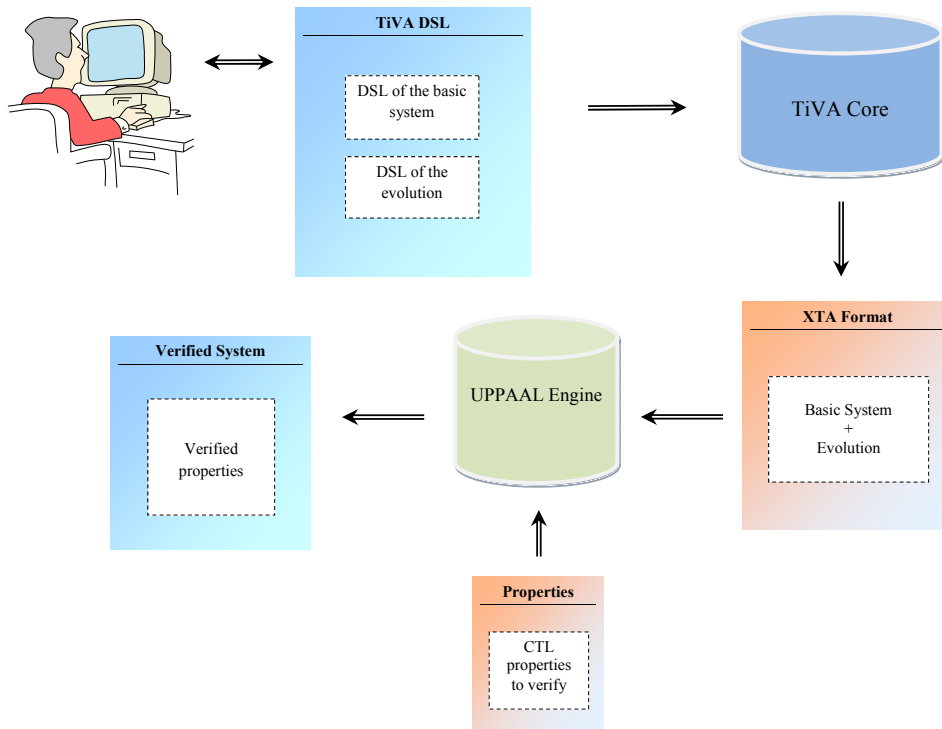 TiVA DSL
DSL of the basic
system
DSL of the
evolution
TiVA Core
XTA Format
Basic System
+
Evolution
UPPAAL Engine
Verified System
Verified
properties
Properties
CTL
properties
to verify